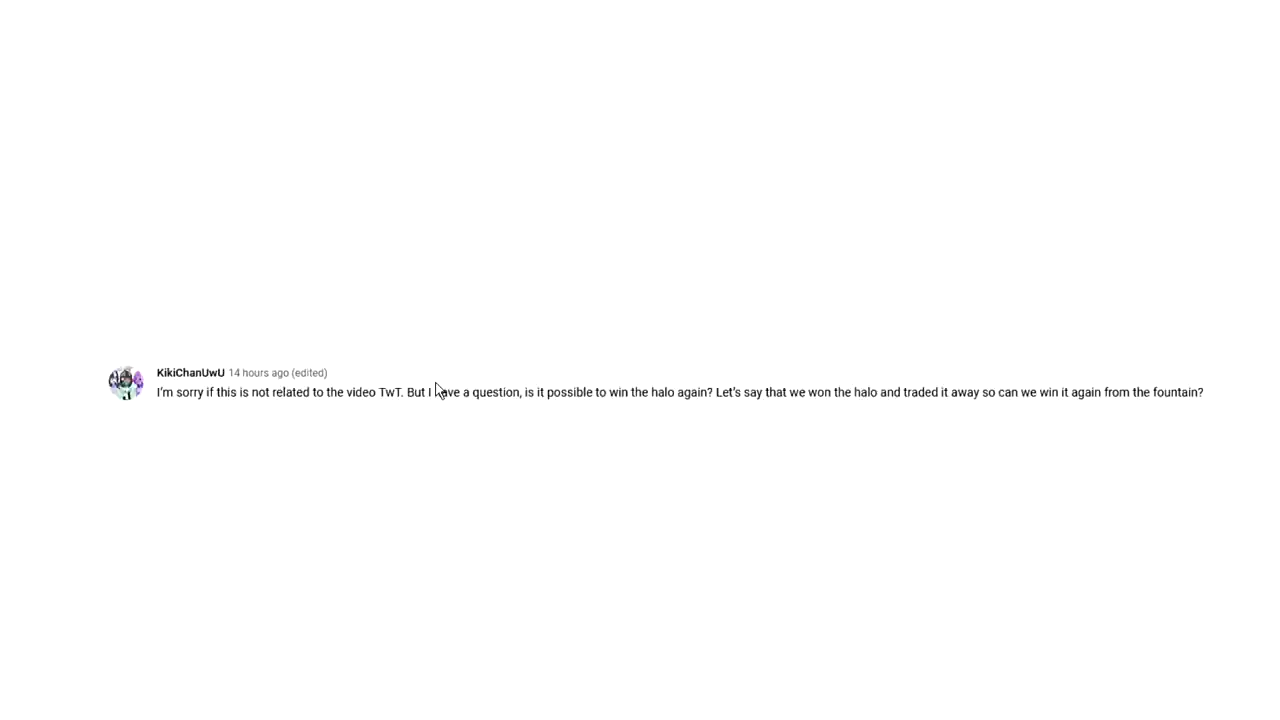 KikiChanUwU 14 hours ago (edited)
I'm sorry if this is not related to the video TwT. But I have a question, is it possible to win the halo again? Let's say that we won the halo and traded it away so can we win it again from the fountain?